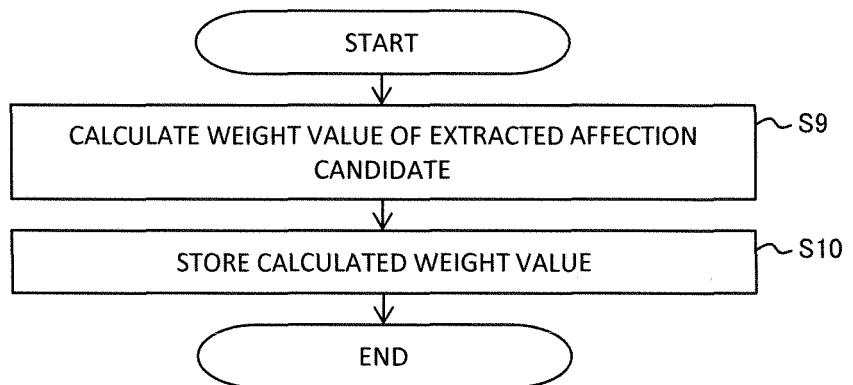 START
CALCULATE WEIGHT VALUE OF EXTRACTED AFFECTION
CANDIDATE
S9
STORE CALCULATED WEIGHT VALUE
S10
END